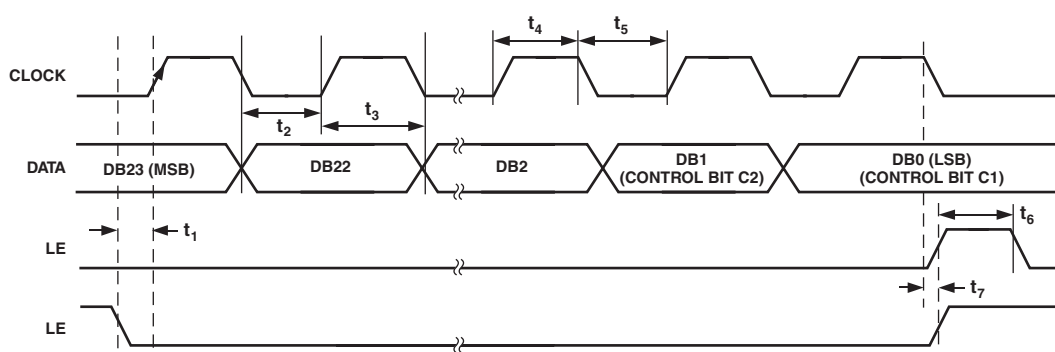 t4 t5
CLOCK
t2 t3
DATA
DB23 (MSB)
DB22
DB2
DB1
(CONTROL BIT C2)
DB0 (LSB)
(CONTROL BIT C1)
t1
t6
LE
t7
LE